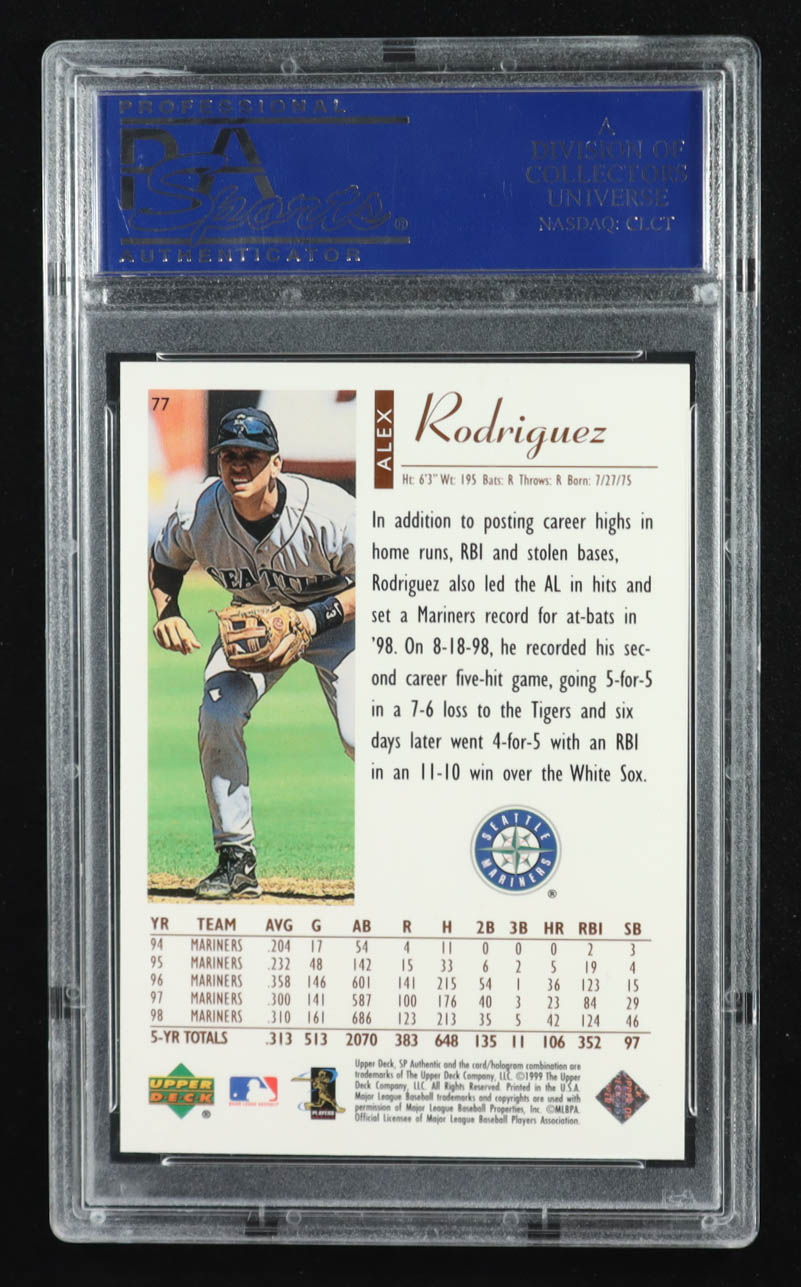 PROFESSIONAL
PSA
Sports®
AUTHENTICATOR
A
DIVISION OF
COLLECTORS
UNIVERSE
NASDAQ: CLCT
77
ALEX
Rodriguez
Ht: 6'3" Wt: 195 Bats: R Throws: R Born: 7/27/75
In addition to posting career highs in
home runs, RBI and stolen bases,
Rodriguez also led the AL in hits and
set a Mariners record for at-bats in
'98. On 8-18-98, he recorded his sec-
ond career five-hit game, going 5-for-5
in a 7-6 loss to the Tigers and six
days later went 4-for-5 with an RBI
in an 11-10 win over the White Sox.
SEATTLE
3
SEATTLE
MARINERS
®
YR TEAM AVG G AB R H 2B 3B HR RBI SB
94 MARINERS .204 17 54 4 11 0 0 0 2 3
95 MARINERS .232 48 142 15 33 6 2 5 19 4
96 MARINERS .358 146 601 141 215 54 1 36 123 15
97 MARINERS .300 141 587 100 176 40 3 23 84 29
98 MARINERS .310 161 686 123 213 35 5 42 124 46
5-YR TOTALS .313 513 2070 383 648 135 11 106 352 97
UPPER
DECK
®
MAJOR LEAGUE BASEBALL
PLAYERS
Upper Deck, SP Authentic and the card/hologram combination are
trademarks of The Upper Deck Company, LLC. ©1999 The Upper
Deck Company, LLC. All Rights Reserved. Printed in the U.S.A.
Major League Baseball trademarks and copyrights are used with
permission of Major League Baseball Properties, Inc. ©MLBPA.
Official Licensee of Major League Baseball Players Association.
PSA